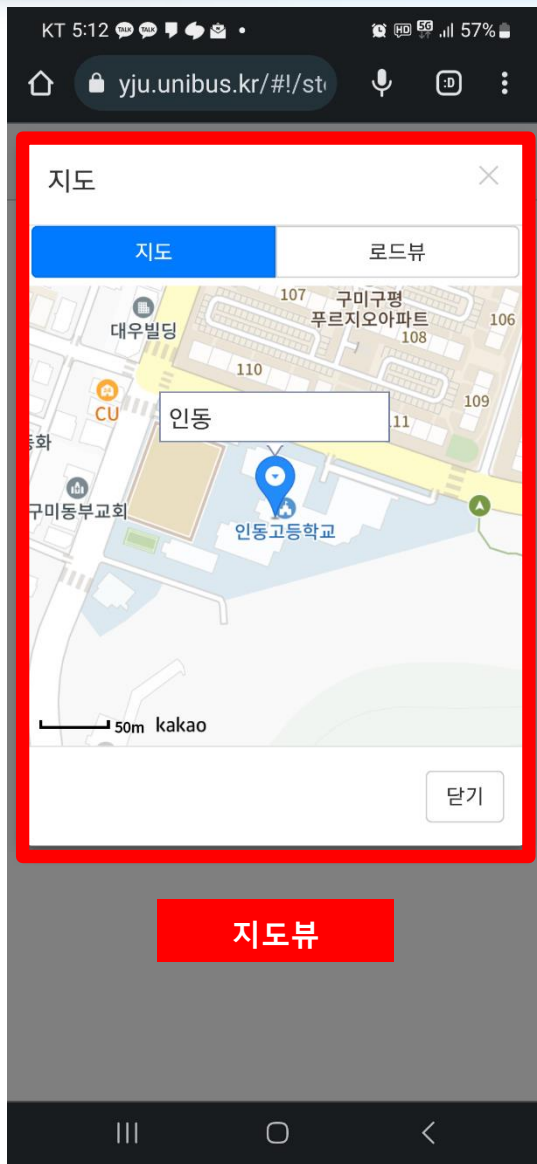 KT 5:12
57%
yju.unibus.kr/#!/st
지도
지도
로드뷰
107
구미구평
푸르지오아파트
106
108
대우빌딩
110
CU
109
인동
11
동화
구미동부교회
인동고등학교
50m kakao
닫기
지도뷰